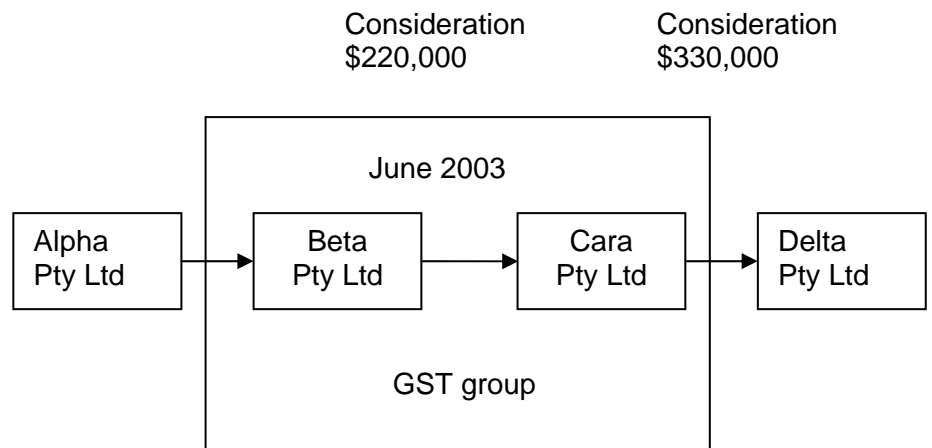 Consideration
$220,000
Consideration
$330,000
June 2003
Alpha
Pty Ltd
Beta
Pty Ltd
Cara
Pty Ltd
Delta
Pty Ltd
GST group